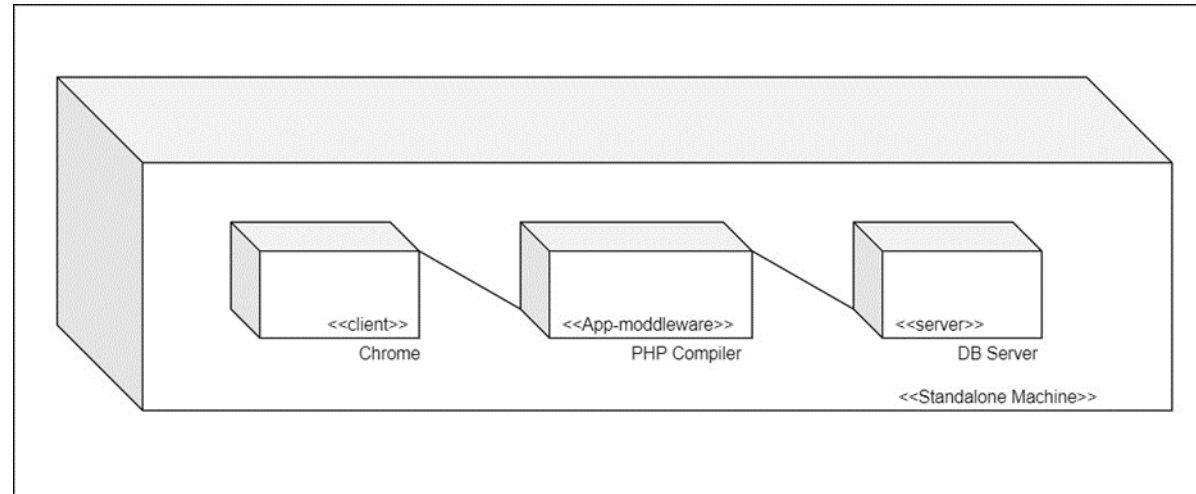 <<client>>
Chrome
<<App-moddleware>>
PHP Compiler
<<server>>
DB Server
<<Standalone Machine>>